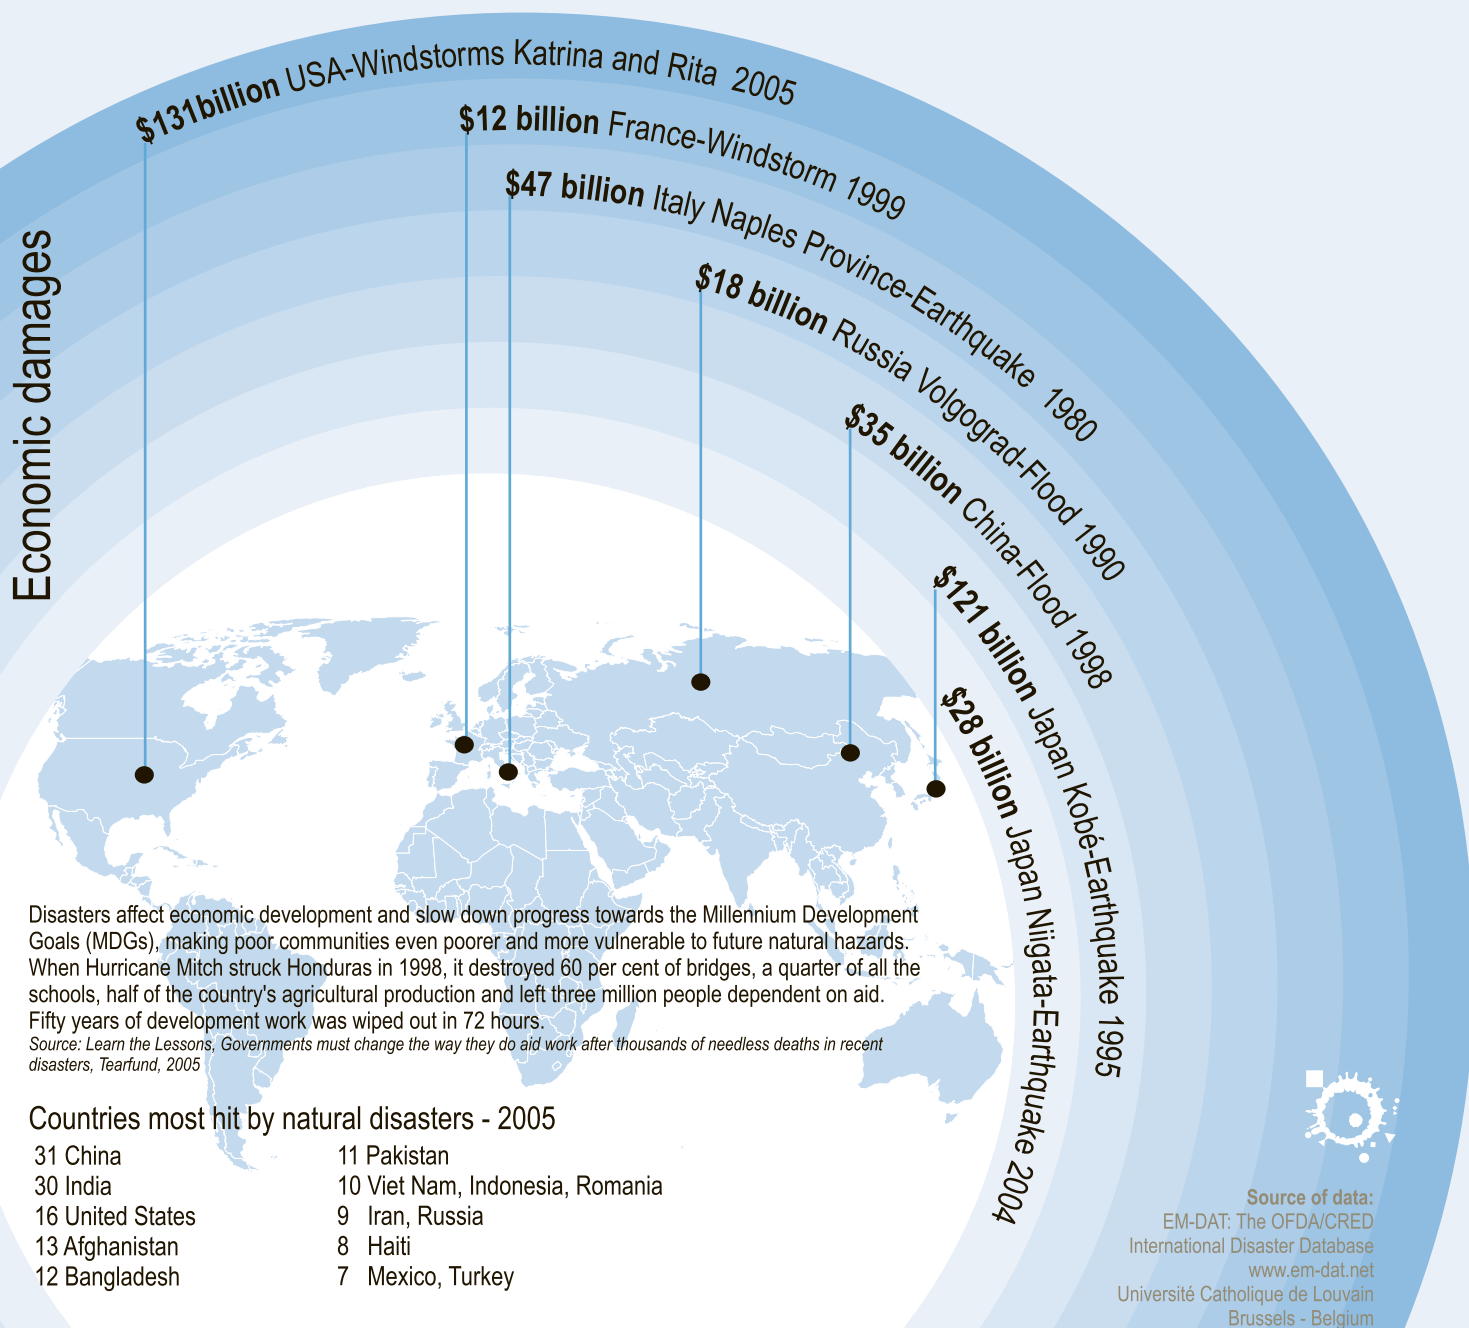 Economic damages
$131billion USA-Windstorms Katrina and Rita 2005
$12 billion France-Windstorm 1999
$47 billion Italy Naples Province-Earthquake 1980
$18 billion Russia Volgograd-Flood 1990
$35 billion China-Flood 1998
$121 billion Japan Kobé-Earthquake 1995
$28 billion Japan Niigata-Earthquake 2004
Disasters affect economic development and slow down progress towards the Millennium Development
Goals (MDGs), making poor communities even poorer and more vulnerable to future natural hazards.
When Hurricane Mitch struck Honduras in 1998, it destroyed 60 per cent of bridges, a quarter of all the
schools, half of the country's agricultural production and left three million people dependent on aid.
Fifty years of development work was wiped out in 72 hours.
Source: Learn the Lessons, Governments must change the way they do aid work after thousands of needless deaths in recent
disasters, Tearfund, 2005
Countries most hit by natural disasters - 2005
31 China
30 India
16 United States
13 Afghanistan
12 Bangladesh
11 Pakistan
10 Viet Nam, Indonesia, Romania
9 Iran, Russia
8 Haiti
7 Mexico, Turkey
Source of data:
EM-DAT: The OFDA/CRED
International Disaster Database
www.em-dat.net
Université Catholique de Louvain
Brussels - Belgium